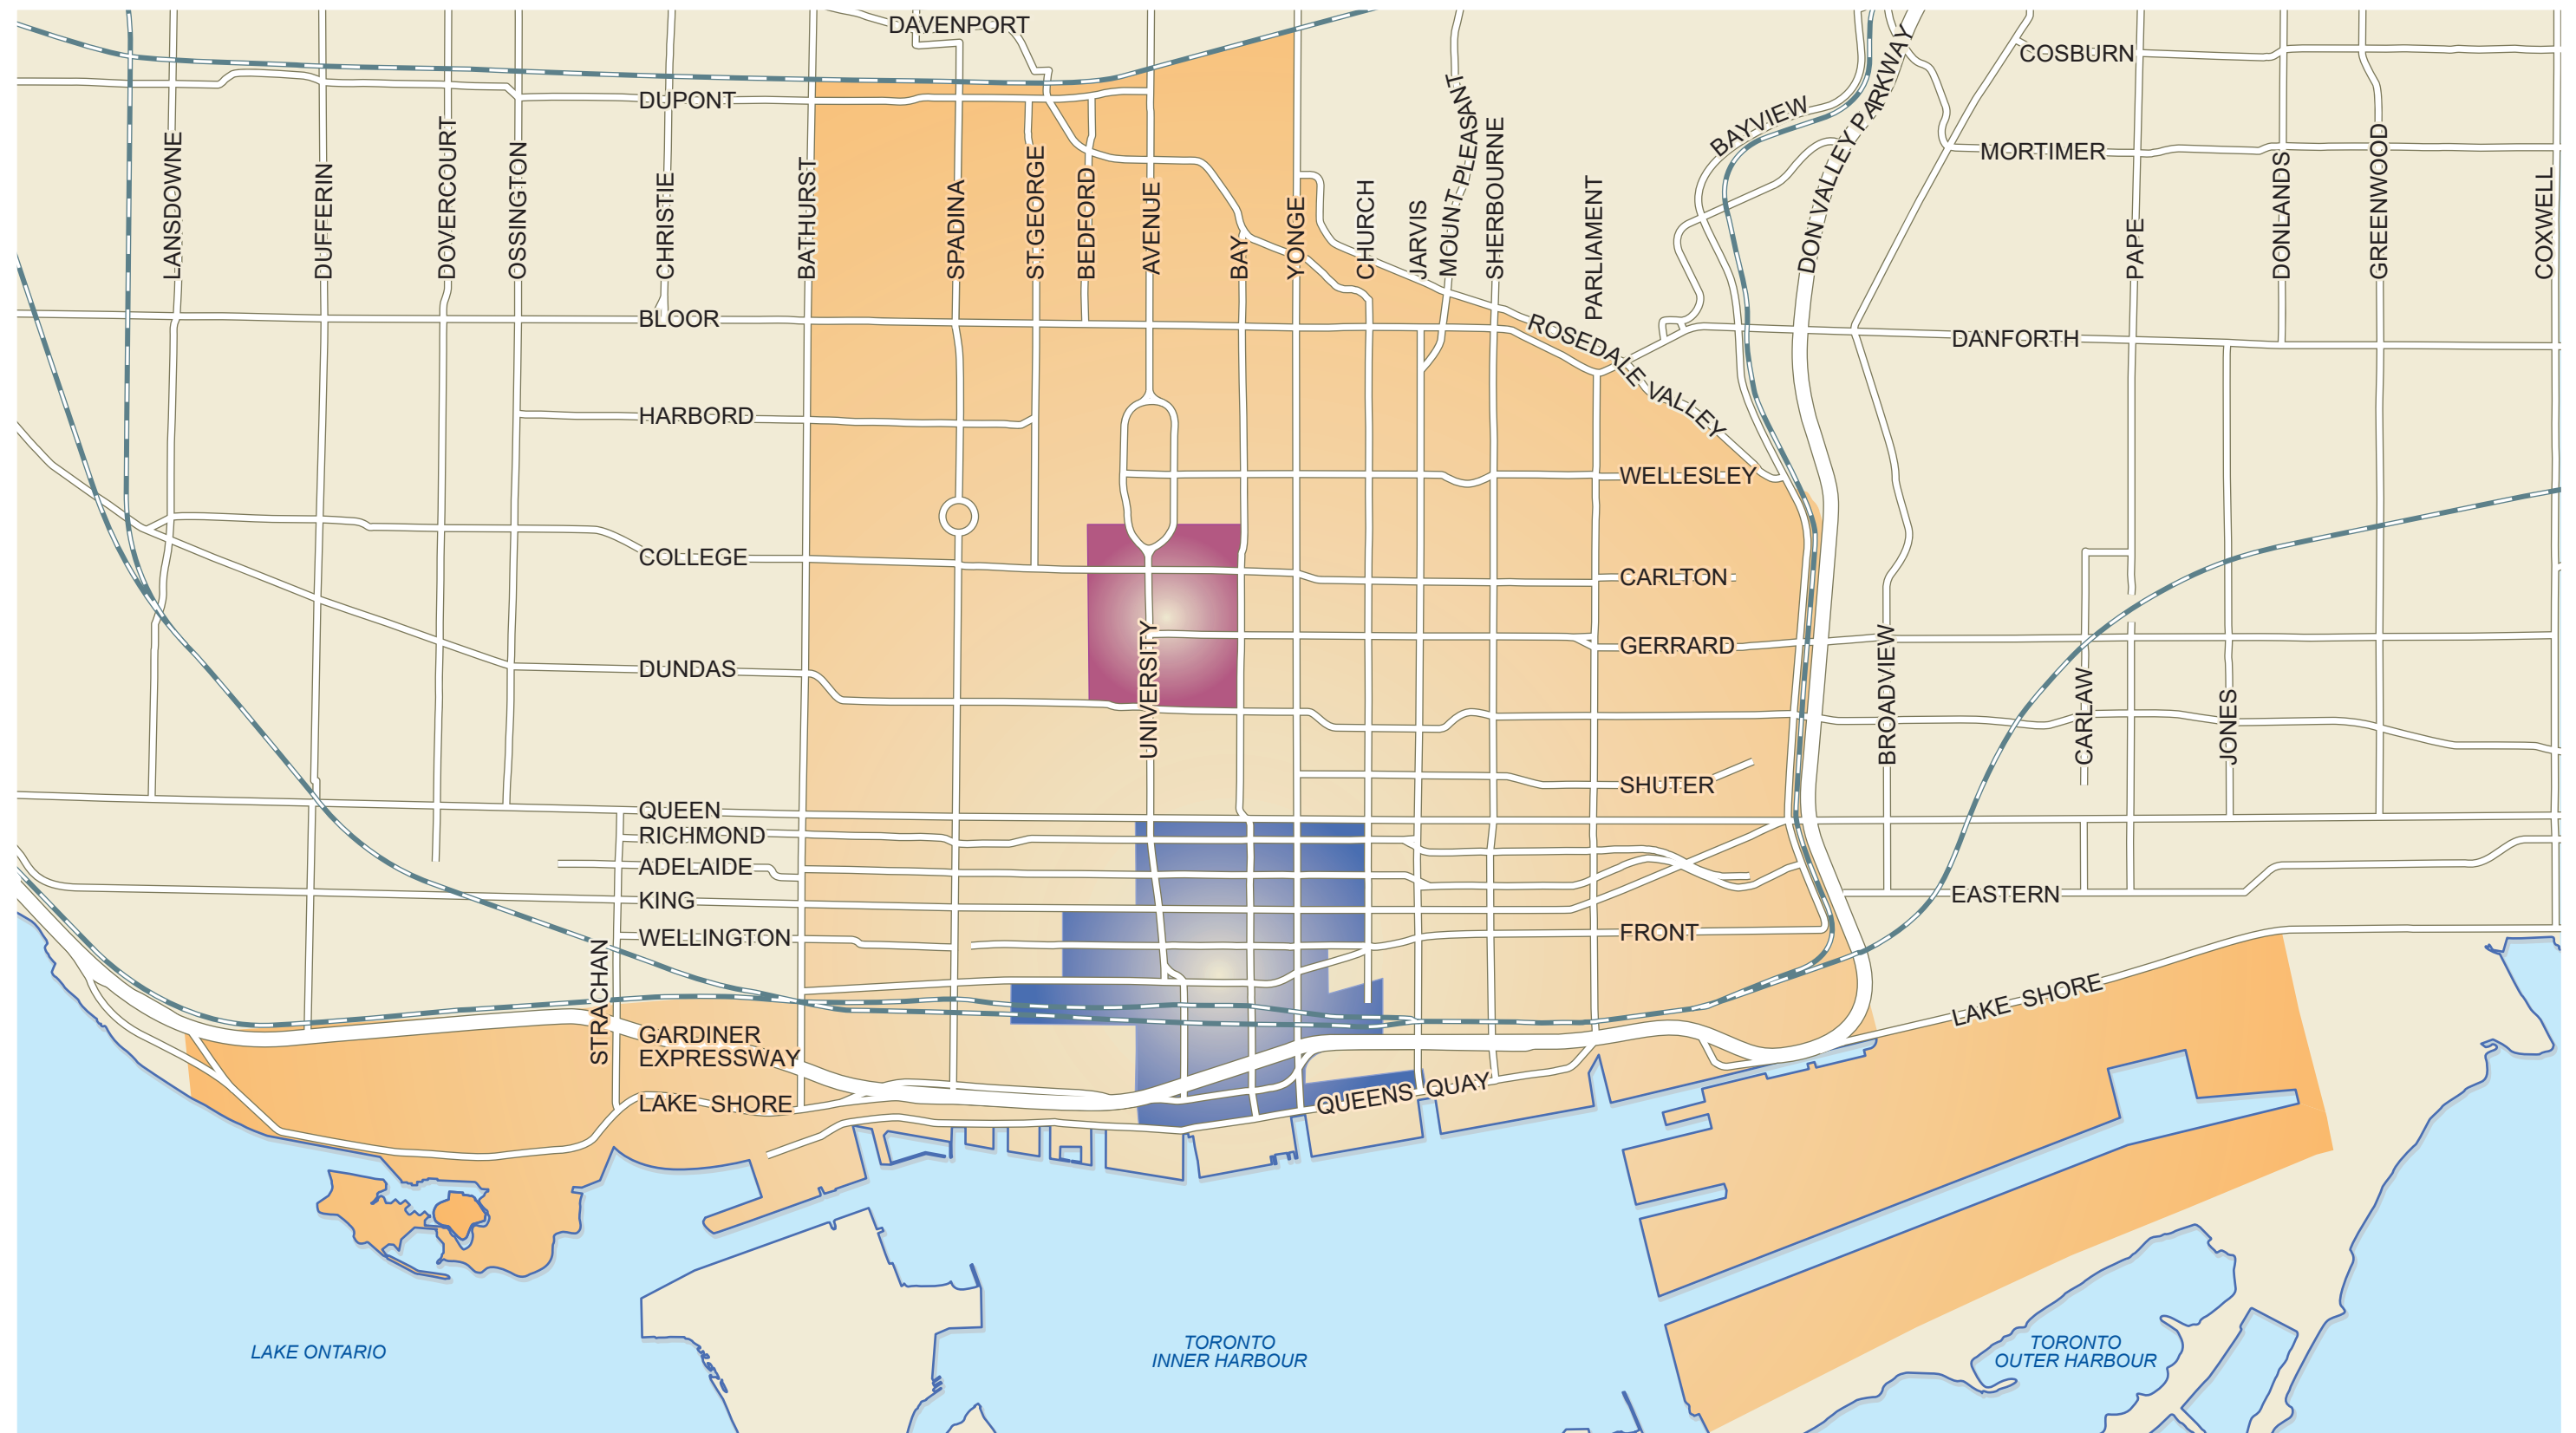 DAVENPORT
COSBURN
DUPONT
MORTIMER
BAYVIEW
DON VALLEY PARKWAY
LANSDOWNE
DUFFERIN
DOVERCOURT
OSSINGTON
CHRISTIE
BATHURST
SPADINA
ST.GEORGE
BEDFORD
AVENUE
BAY
YONGE
CHURCH
JARVIS
MOUNT PLEASANT
SHERBOURNE
PARLIAMENT
PAPE
DONLANDS
GREENWOOD
COXWELL
BLOOR
ROSEDALE VALLEY
DANFORTH
HARBORD
WELLESLEY
COLLEGE
CARLTON
GERRARD
DUNDAS
UNIVERSITY
BROADVIEW
CARLAW
JONES
SHUTER
QUEEN
RICHMOND
ADELAIDE
KING
EASTERN
WELLINGTON
FRONT
STRACHAN
LAKE SHORE
GARDINER
EXPRESSWAY
LAKE SHORE
QUEENS QUAY
LAKE ONTARIO
TORONTO
INNER HARBOUR
TORONTO
OUTER HARBOUR